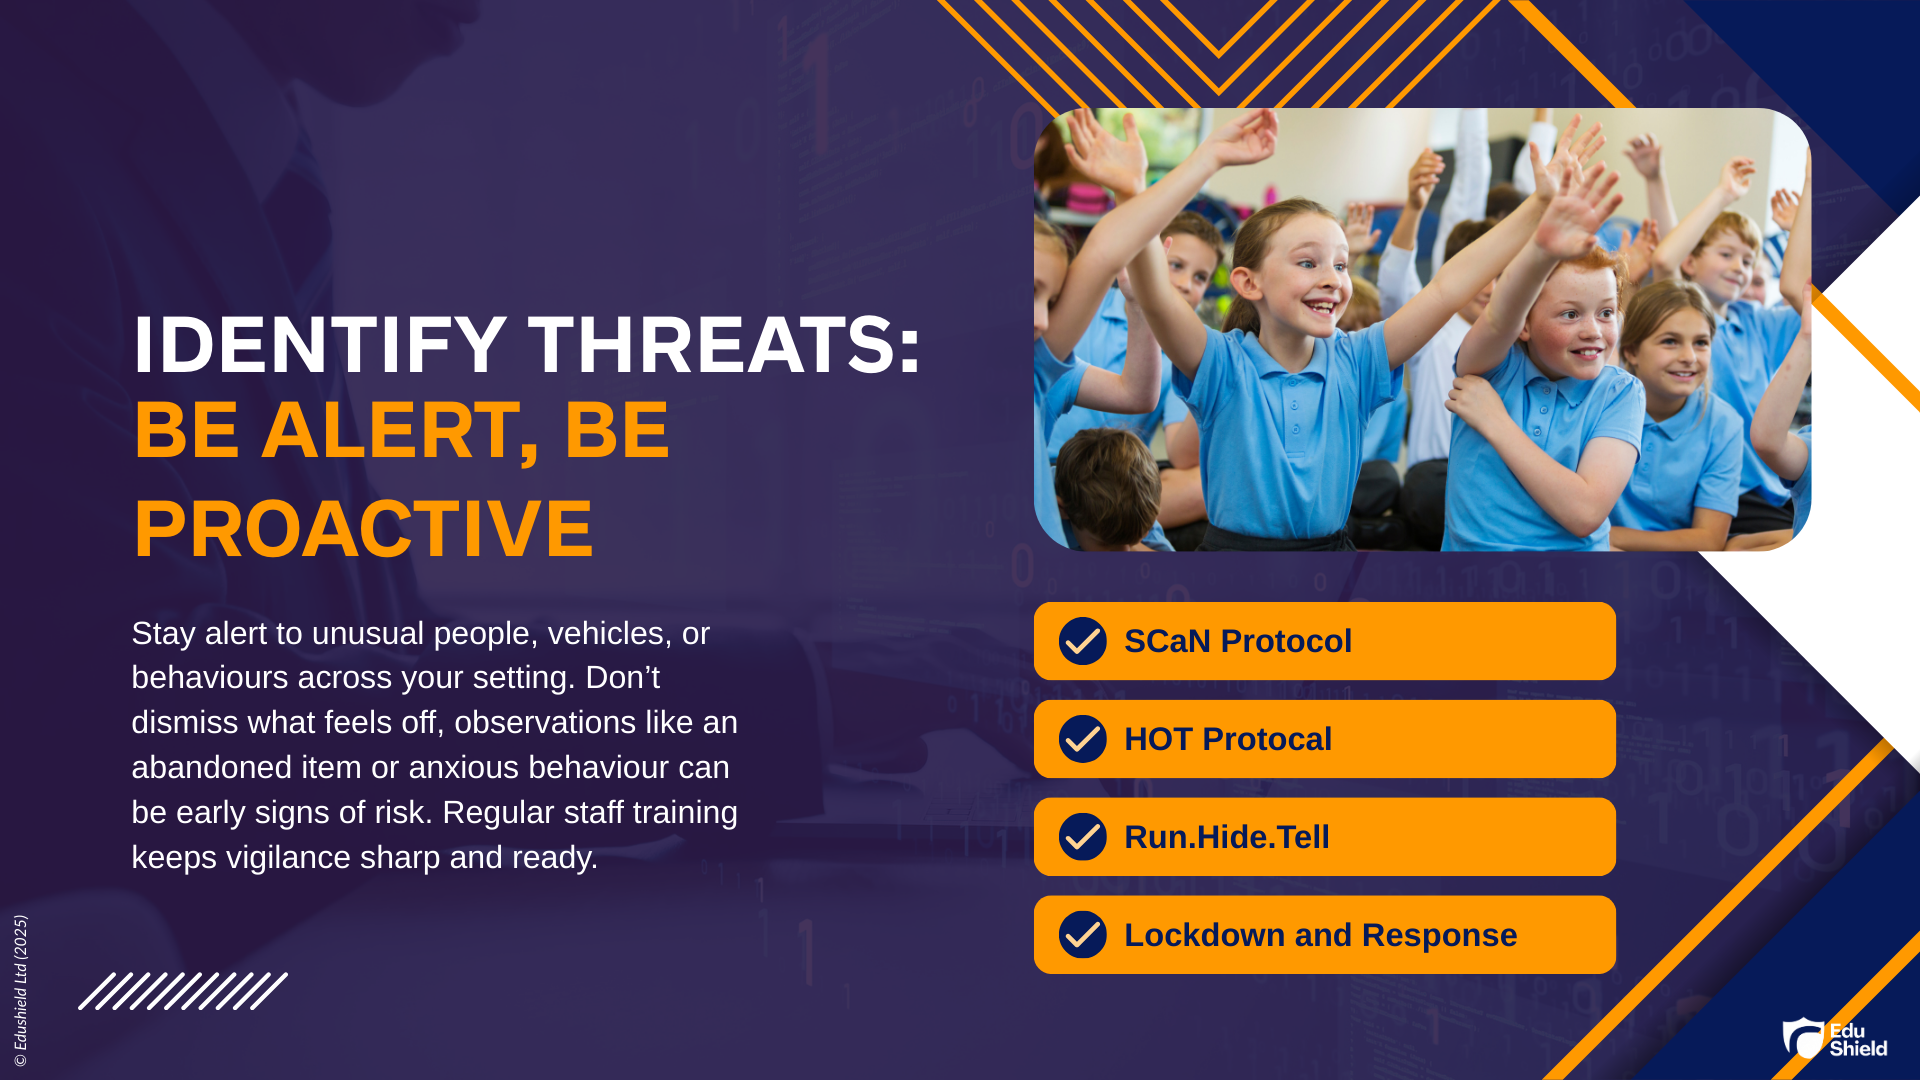 IDENTIFY THREATS:
BE ALERT, BE
PROACTIVE
Stay alert to unusual people, vehicles, or
behaviours across your setting. Don’t
dismiss what feels off, observations like an
abandoned item or anxious behaviour can
be early signs of risk. Regular staff training
keeps vigilance sharp and ready.
SCaN Protocol
HOT Protocal
Run.Hide.Tell
Lockdown and Response
© Edushield Ltd (2025)
Edu
Shield